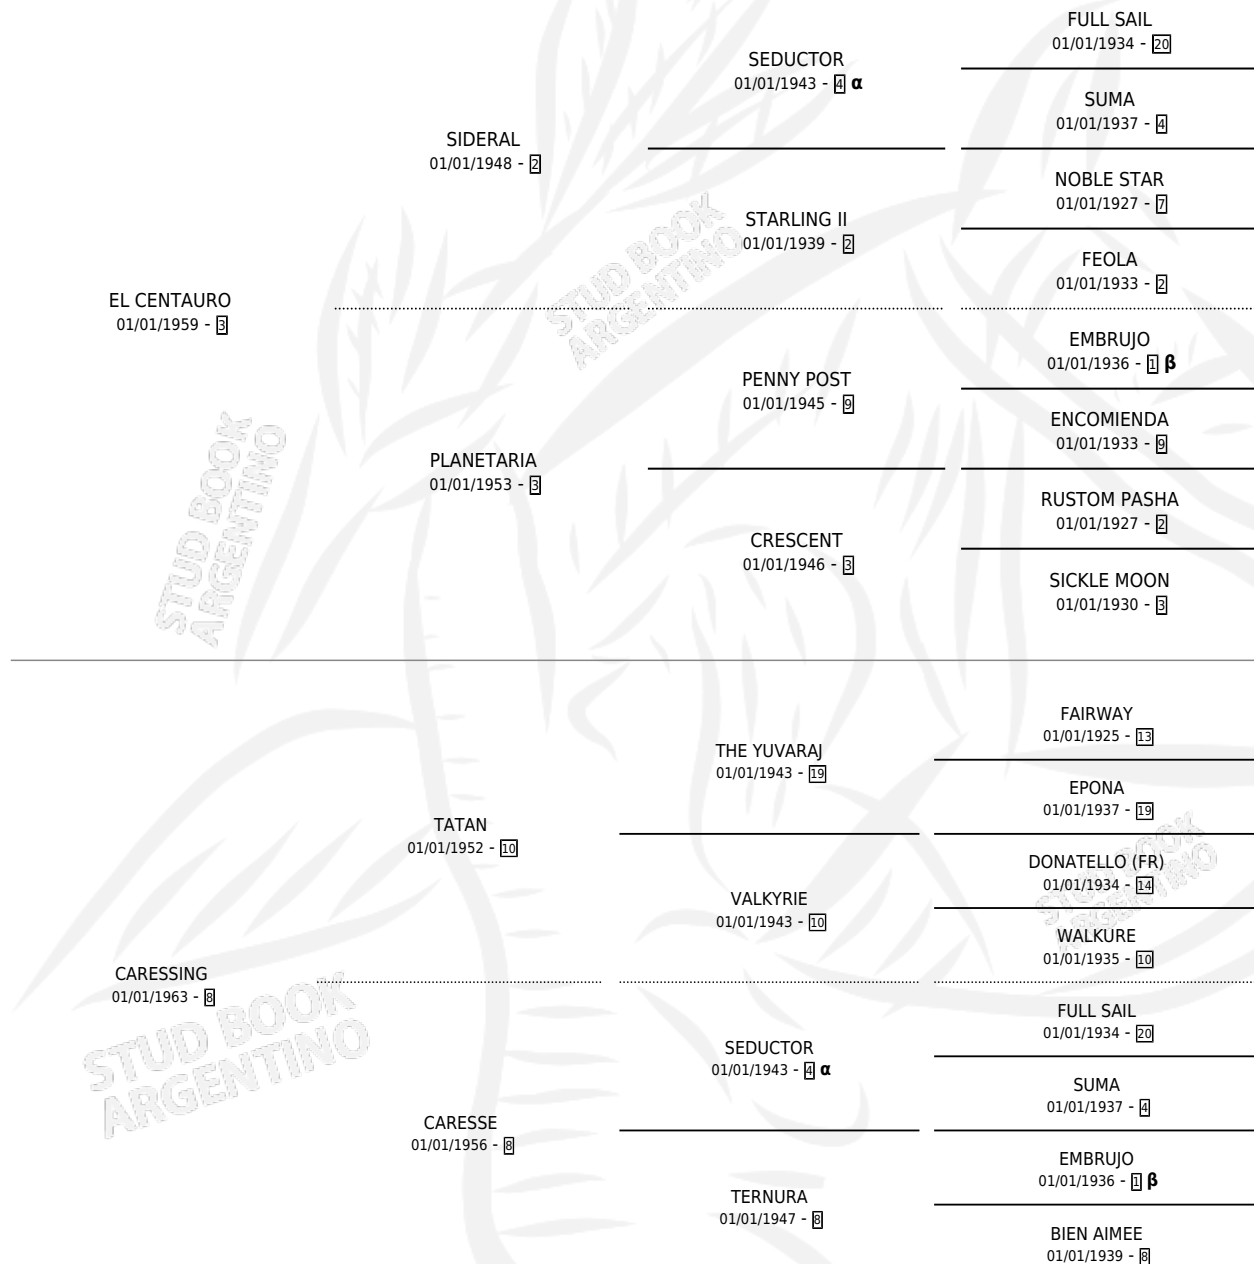 FULL SAIL
01/01/1934 - 20
SEDUCTOR
01/01/1943 - 4 α
SUMA
01/01/1937 - 4
SIDERAL
01/01/1948 - 2
NOBLE STAR
01/01/1927 - 7
STARLING II
01/01/1939 - 2
FEOLA
01/01/1933 - 2
EL CENTAURO
01/01/1959 - 3
EMBRUJO
01/01/1936 - 1 β
PENNY POST
01/01/1945 - 9
ENCOMIENDA
01/01/1933 - 9
PLANETARIA
01/01/1953 - 3
RUSTOM PASHA
01/01/1927 - 2
CRESCENT
01/01/1946 - 3
SICKLE MOON
01/01/1930 - 3
FAIRWAY
01/01/1925 - 13
THE YUVARAJ
01/01/1943 - 19
EPONA
01/01/1937 - 19
TATAN
01/01/1952 - 10
DONATELLO (FR)
01/01/1934 - 14
VALKYRIE
01/01/1943 - 10
WALKURE
01/01/1935 - 10
CARESSING
01/01/1963 - 8
FULL SAIL
01/01/1934 - 20
SEDUCTOR
01/01/1943 - 4 α
SUMA
01/01/1937 - 4
CARESSE
01/01/1956 - 8
EMBRUJO
01/01/1936 - 1 β
TERNURA
01/01/1947 - 8
BIEN AIMEE
01/01/1939 - 8
STUD BOOK
ARGENTINO
STUD BOOK
ARGENTINO
STUD BOOK
ARGENTINO
STUD BOOK
ARGENTINO